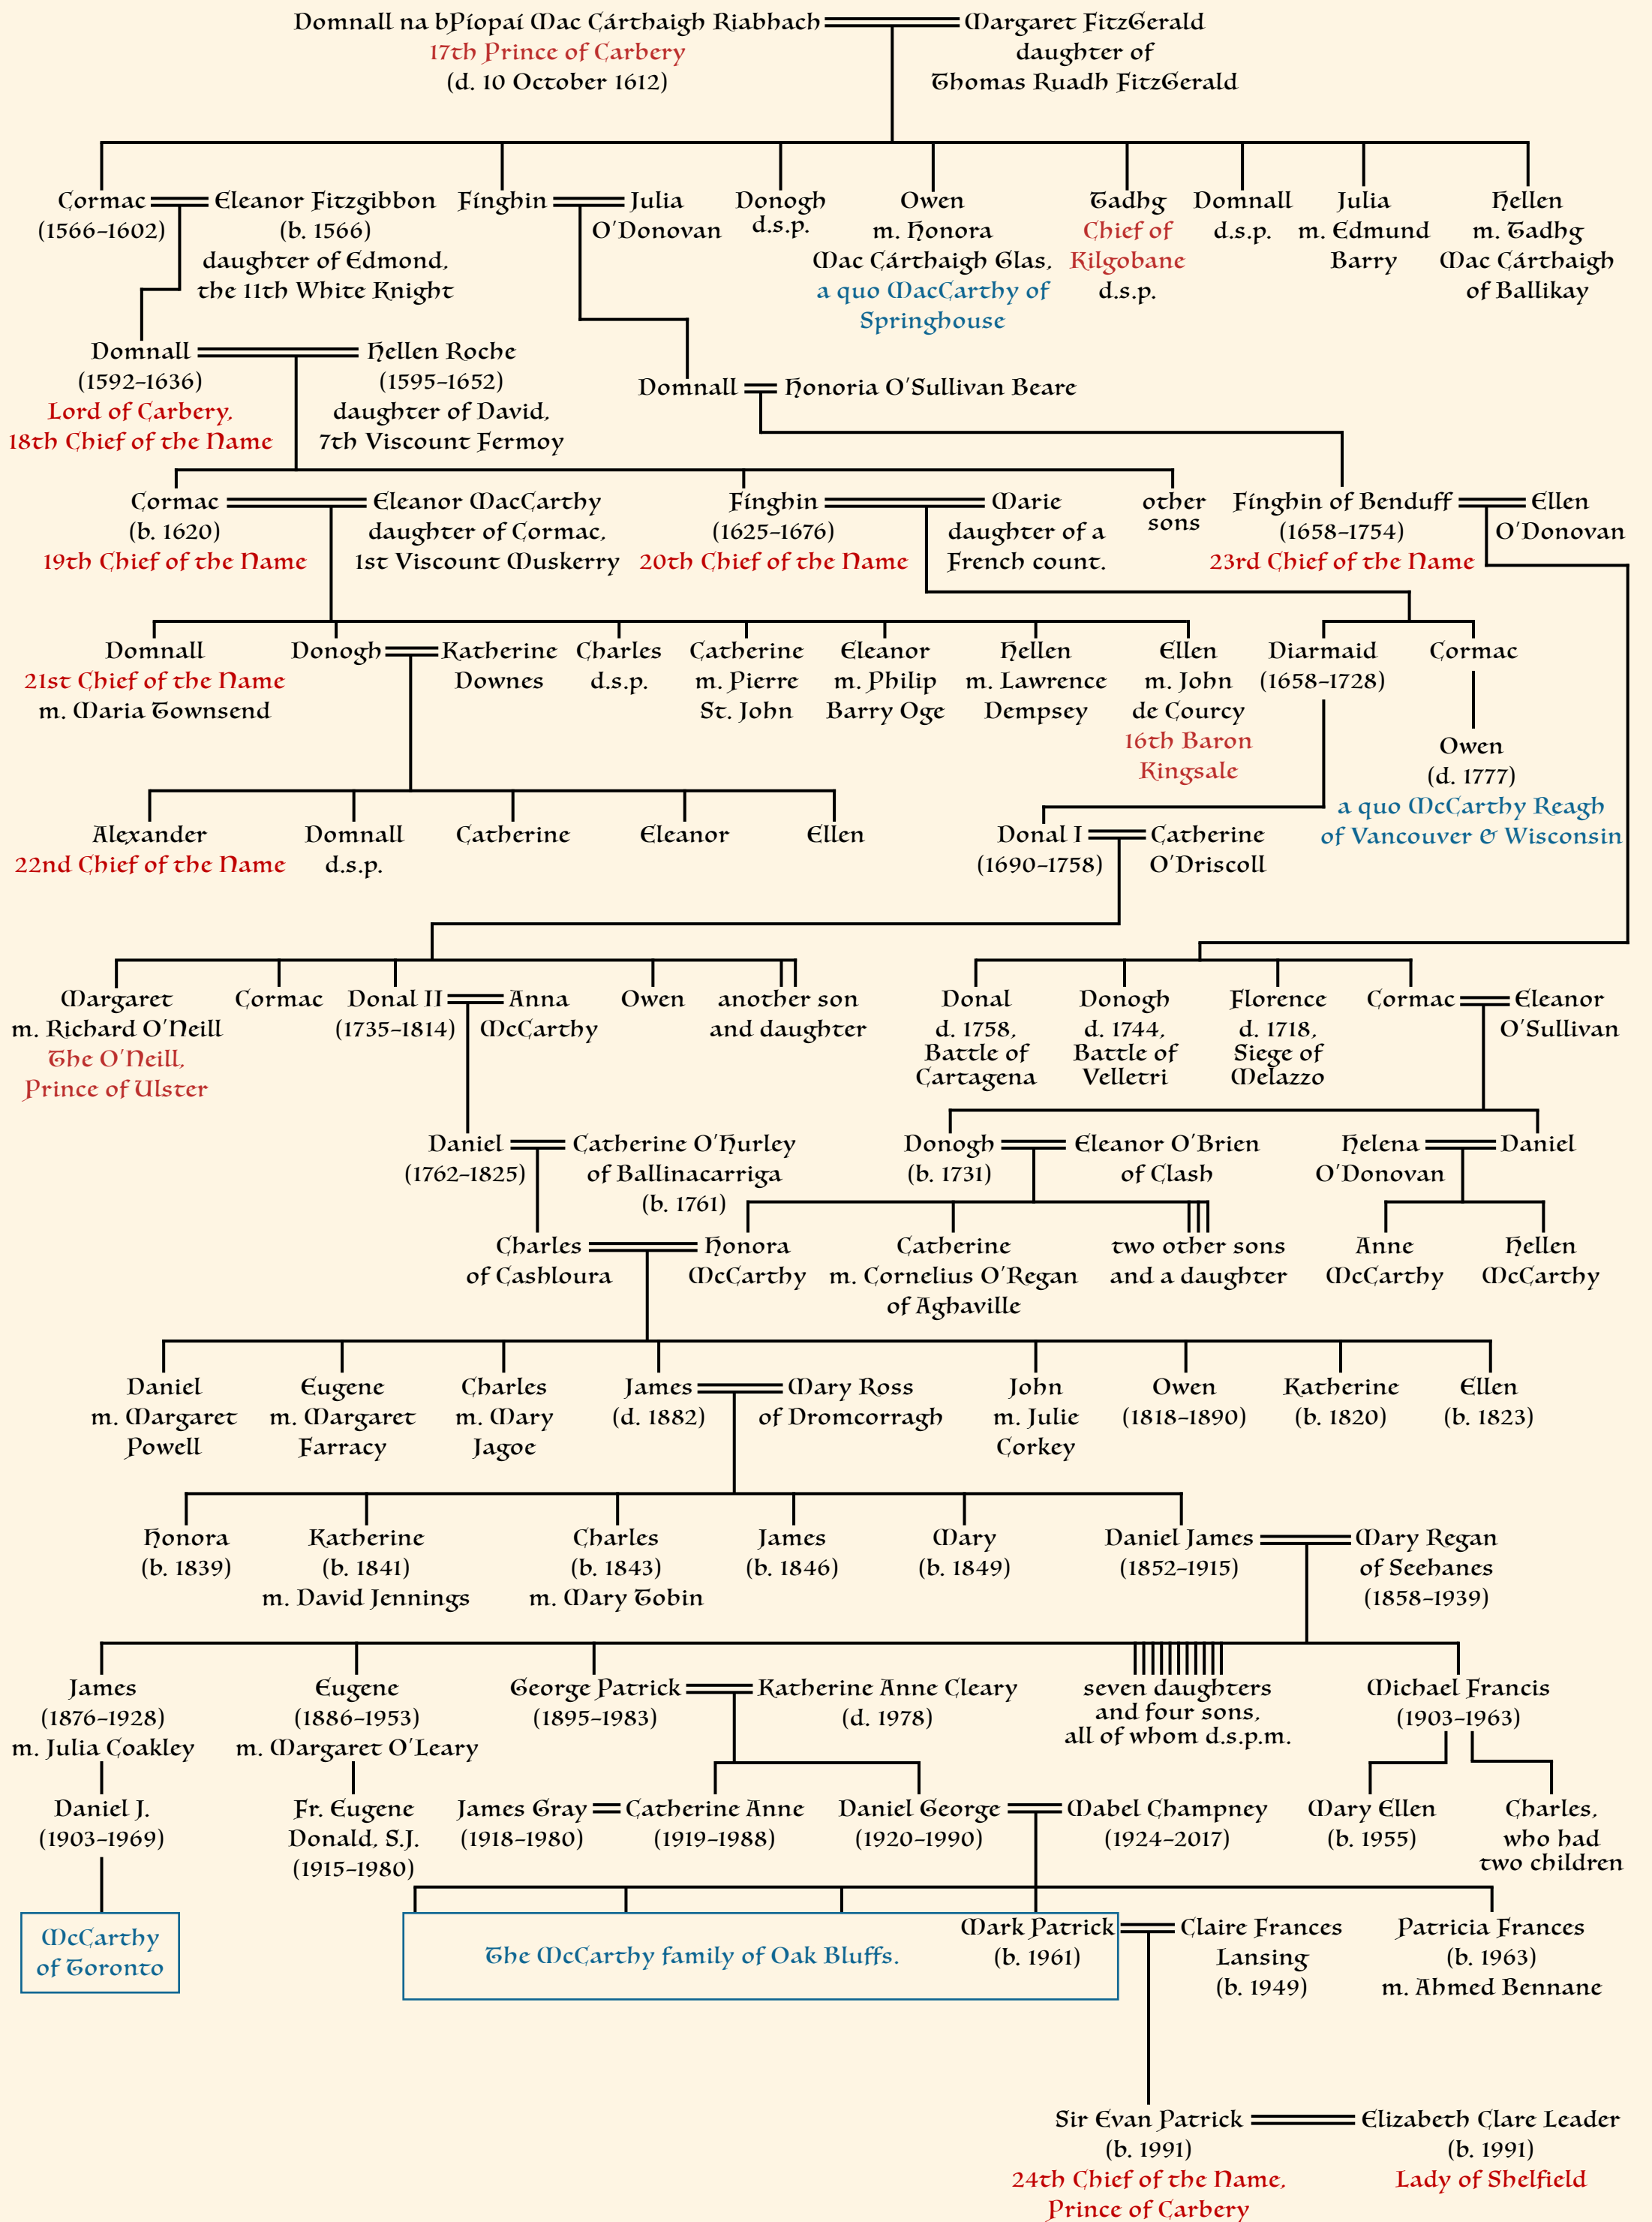 Domnall na bPíopaí Mac Cárthaigh Riabhach
17th Prince of Carbery
(d. 10 October 1612)
Margaret FitzGerald
daughter of
Thomas Ruadh FitzGerald
Cormac
(1566-1602)
Eleanor Fitzgibbon
(b. 1566)
daughter of Edmond,
the 11th White Knight
Fínghin
Julia
O'Donovan
Donogh
d.s.p.
Owen
m. Honora
Mac Cárthaigh Glas,
a quo MacCarthy of
Springhouse
Tadhg
Chief of
Kilgobane
d.s.p.
Domnall
d.s.p.
Julia
m. Edmund
Barry
Hellen
m. Tadhg
Mac Cárthaigh
of Ballikay
Domnall
(1592-1636)
Lord of Carbery,
18th Chief of the Name
Hellen Roche
(1595-1652)
daughter of David,
7th Viscount Fermoy
Domnall
Honoria O'Sullivan Beare
Cormac
(b. 1620)
19th Chief of the Name
Eleanor MacCarthy
daughter of Cormac,
1st Viscount Muskerry
Fínghin
(1625-1676)
20th Chief of the Name
Marie
daughter of a
French count.
other
sons
Fínghin of Benduff
(1658-1754)
23rd Chief of the Name
Ellen
O'Donovan
Domnall
21st Chief of the Name
m. Maria Townsend
Donogh
Katherine
Downes
Charles
d.s.p.
Catherine
m. Pierre
St. John
Eleanor
m. Philip
Barry Oge
Hellen
m. Lawrence
Dempsey
Ellen
m. John
de Courcy
16th Baron
Kingsale
Diarmaid
(1658-1728)
Cormac
Owen
(d. 1777)
a quo McCarthy Reagh
of Vancouver & Wisconsin
Alexander
22nd Chief of the Name
Domnall
d.s.p.
Catherine
Eleanor
Ellen
Donal I
(1690-1758)
Catherine
O'Driscoll
Margaret
m. Richard O'Neill
The O'Neill,
Prince of Ulster
Cormac
Donal II
(1735-1814)
Anna
McCarthy
Owen
another son
and daughter
Donal
d. 1758,
Battle of
Cartagena
Donogh
d. 1744,
Battle of
Velletri
Florence
d. 1718,
Siege of
Melazzo
Cormac
Eleanor
O'Sullivan
Daniel
(1762-1825)
Catherine O'Hurley
of Ballinacarriga
(b. 1761)
Donogh
(b. 1731)
Eleanor O'Brien
of Clash
Helena
O'Donovan
Daniel
Charles
of Cashloura
Honora
McCarthy
Catherine
m. Cornelius O'Regan
of Aghaville
two other sons
and a daughter
Anne
McCarthy
Hellen
McCarthy
Daniel
m. Margaret
Powell
Eugene
m. Margaret
Farracy
Charles
m. Mary
Jagoe
James
(d. 1882)
Mary Ross
of Dromcorragh
John
m. Julie
Corkey
Owen
(1818-1890)
Katherine
(b. 1820)
Ellen
(b. 1823)
Honora
(b. 1839)
Katherine
(b. 1841)
m. David Jennings
Charles
(b. 1843)
m. Mary Tobin
James
(b. 1846)
Mary
(b. 1849)
Daniel James
(1852-1915)
Mary Regan
of Seehanes
(1858-1939)
James
(1876-1928)
m. Julia Coakley
Eugene
(1886-1953)
m. Margaret O'Leary
George Patrick
(1895-1983)
Katherine Anne Cleary
(d. 1978)
seven daughters
and four sons,
all of whom d.s.p.m.
Michael Francis
(1903-1963)
Daniel J.
(1903-1969)
Fr. Eugene
Donald, S.J.
(1915-1980)
James Gray
(1918-1980)
Catherine Anne
(1919-1988)
Daniel George
(1920-1990)
Mabel Champney
(1924-2017)
Mary Ellen
(b. 1955)
Charles,
who had
two children
McCarthy
of Toronto
The McCarthy family of Oak Bluffs.
Mark Patrick
(b. 1961)
Claire Frances
Lansing
(b. 1949)
Patricia Frances
(b. 1963)
m. Ahmed Bennane
Sir Evan Patrick
(b. 1991)
24th Chief of the Name,
Prince of Carbery
Elizabeth Clare Leader
(b. 1991)
Lady of Shelfield